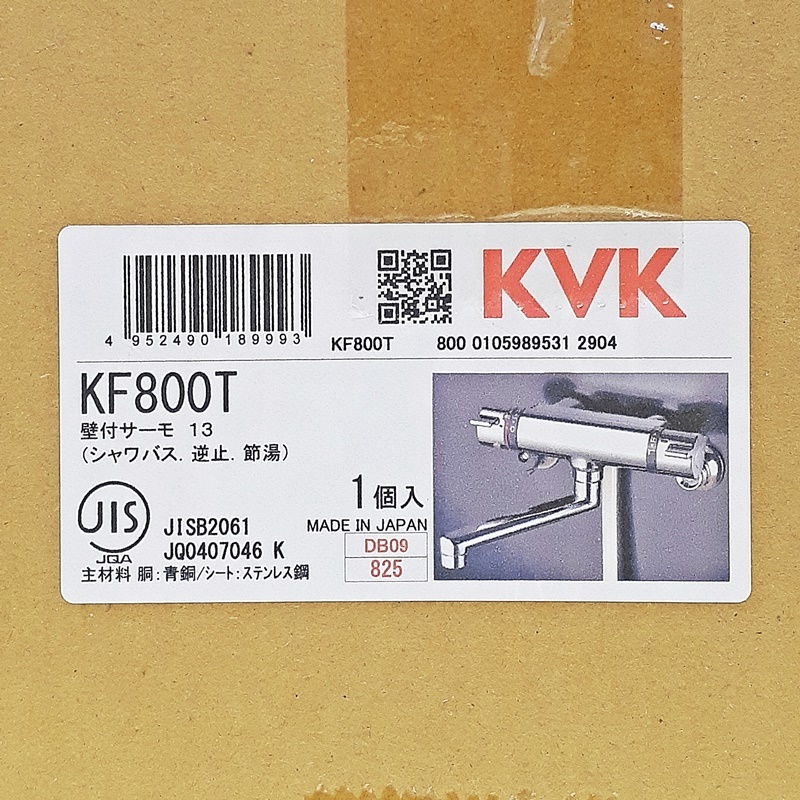 KVK
4 952490 189993
KF800T 800 0105989531 2904
KF800T
壁付サーモ 13
(シャワバス. 逆止. 節湯)
1個入
MADE IN JAPAN
JIS
JQA
JISB2061
JQ0407046 K
DB09
825
主材料 胴:青銅/シート:ステンレス鋼